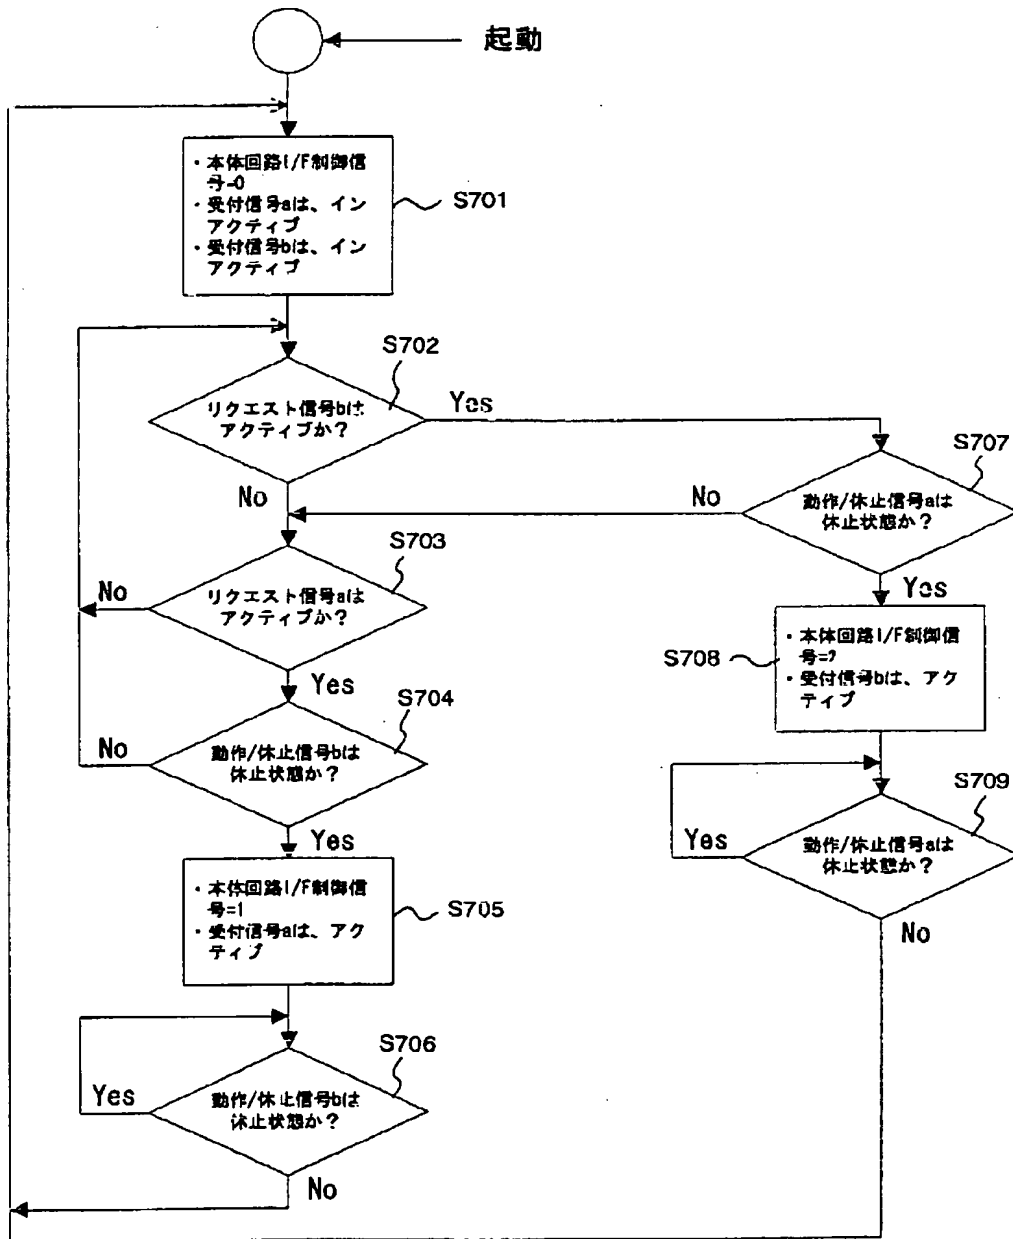 起動
・本体回路I/F制御信
号=0
・受付信号aは、イン
アクティブ
・受付信号bは、イン
アクティブ
S701
S702
リクエスト信号bは
アクティブか？
Yes
No
S707
動作/休止信号aは
休止状態か？
No
Yes
S703
リクエスト信号aは
アクティブか？
No
Yes
S708
・本体回路I/F制御信
号=2
・受付信号bは、アク
ティブ
S704
動作/休止信号bは
休止状態か？
No
Yes
S709
動作/休止信号aは
休止状態か？
Yes
No
・本体回路I/F制御信
号=1
・受付信号aは、アク
ティブ
S705
S706
動作/休止信号bは
休止状態か？
Yes
No